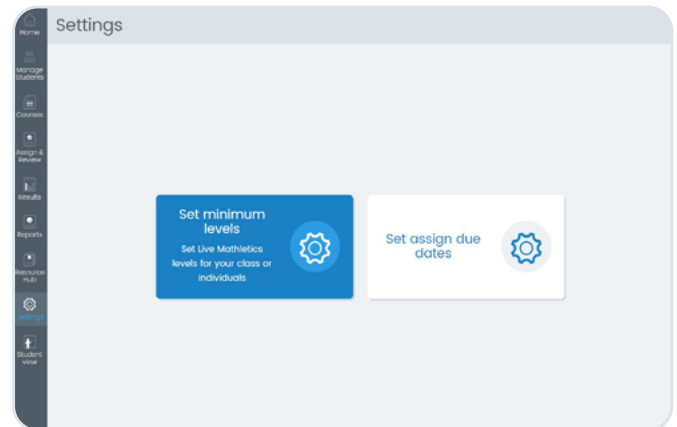 Settings
Home
Manage
Students
Courses
Assign &
Review
Results
Reports
Resource
Hub
Settings
Student
view
Set minimum
levels
Set Live Mathletics
levels for your class or
individuals
Set assign due
dates